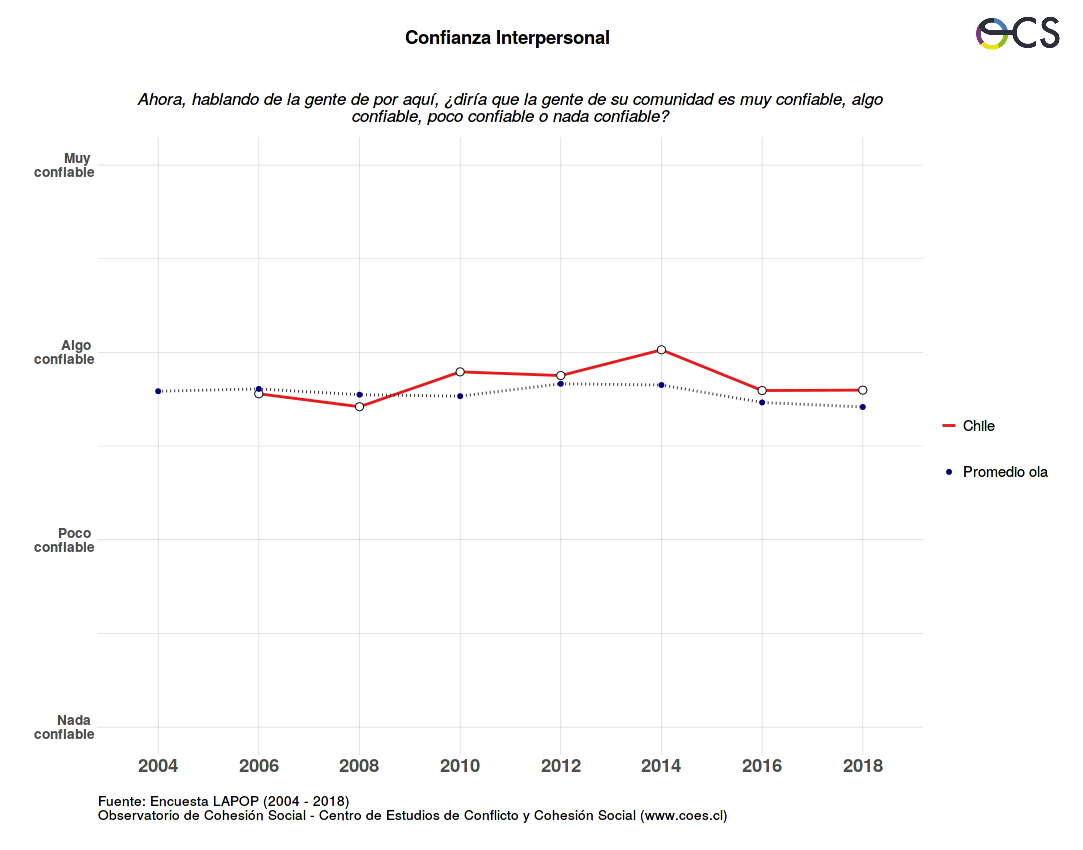 Confianza Interpersonal
eCS
Ahora, hablando de la gente de por aquí, ¿diría que la gente de su comunidad es muy confiable, algo
confiable, poco confiable o nada confiable?
Muy
confiable
Algo
confiable
Poco
confiable
Nada
confiable
Chile
Promedio ola
2004 2006 2008 2010 2012 2014 2016 2018
Fuente: Encuesta LAPOP (2004 - 2018)
Observatorio de Cohesión Social - Centro de Estudios de Conflicto y Cohesión Social (www.coes.cl)